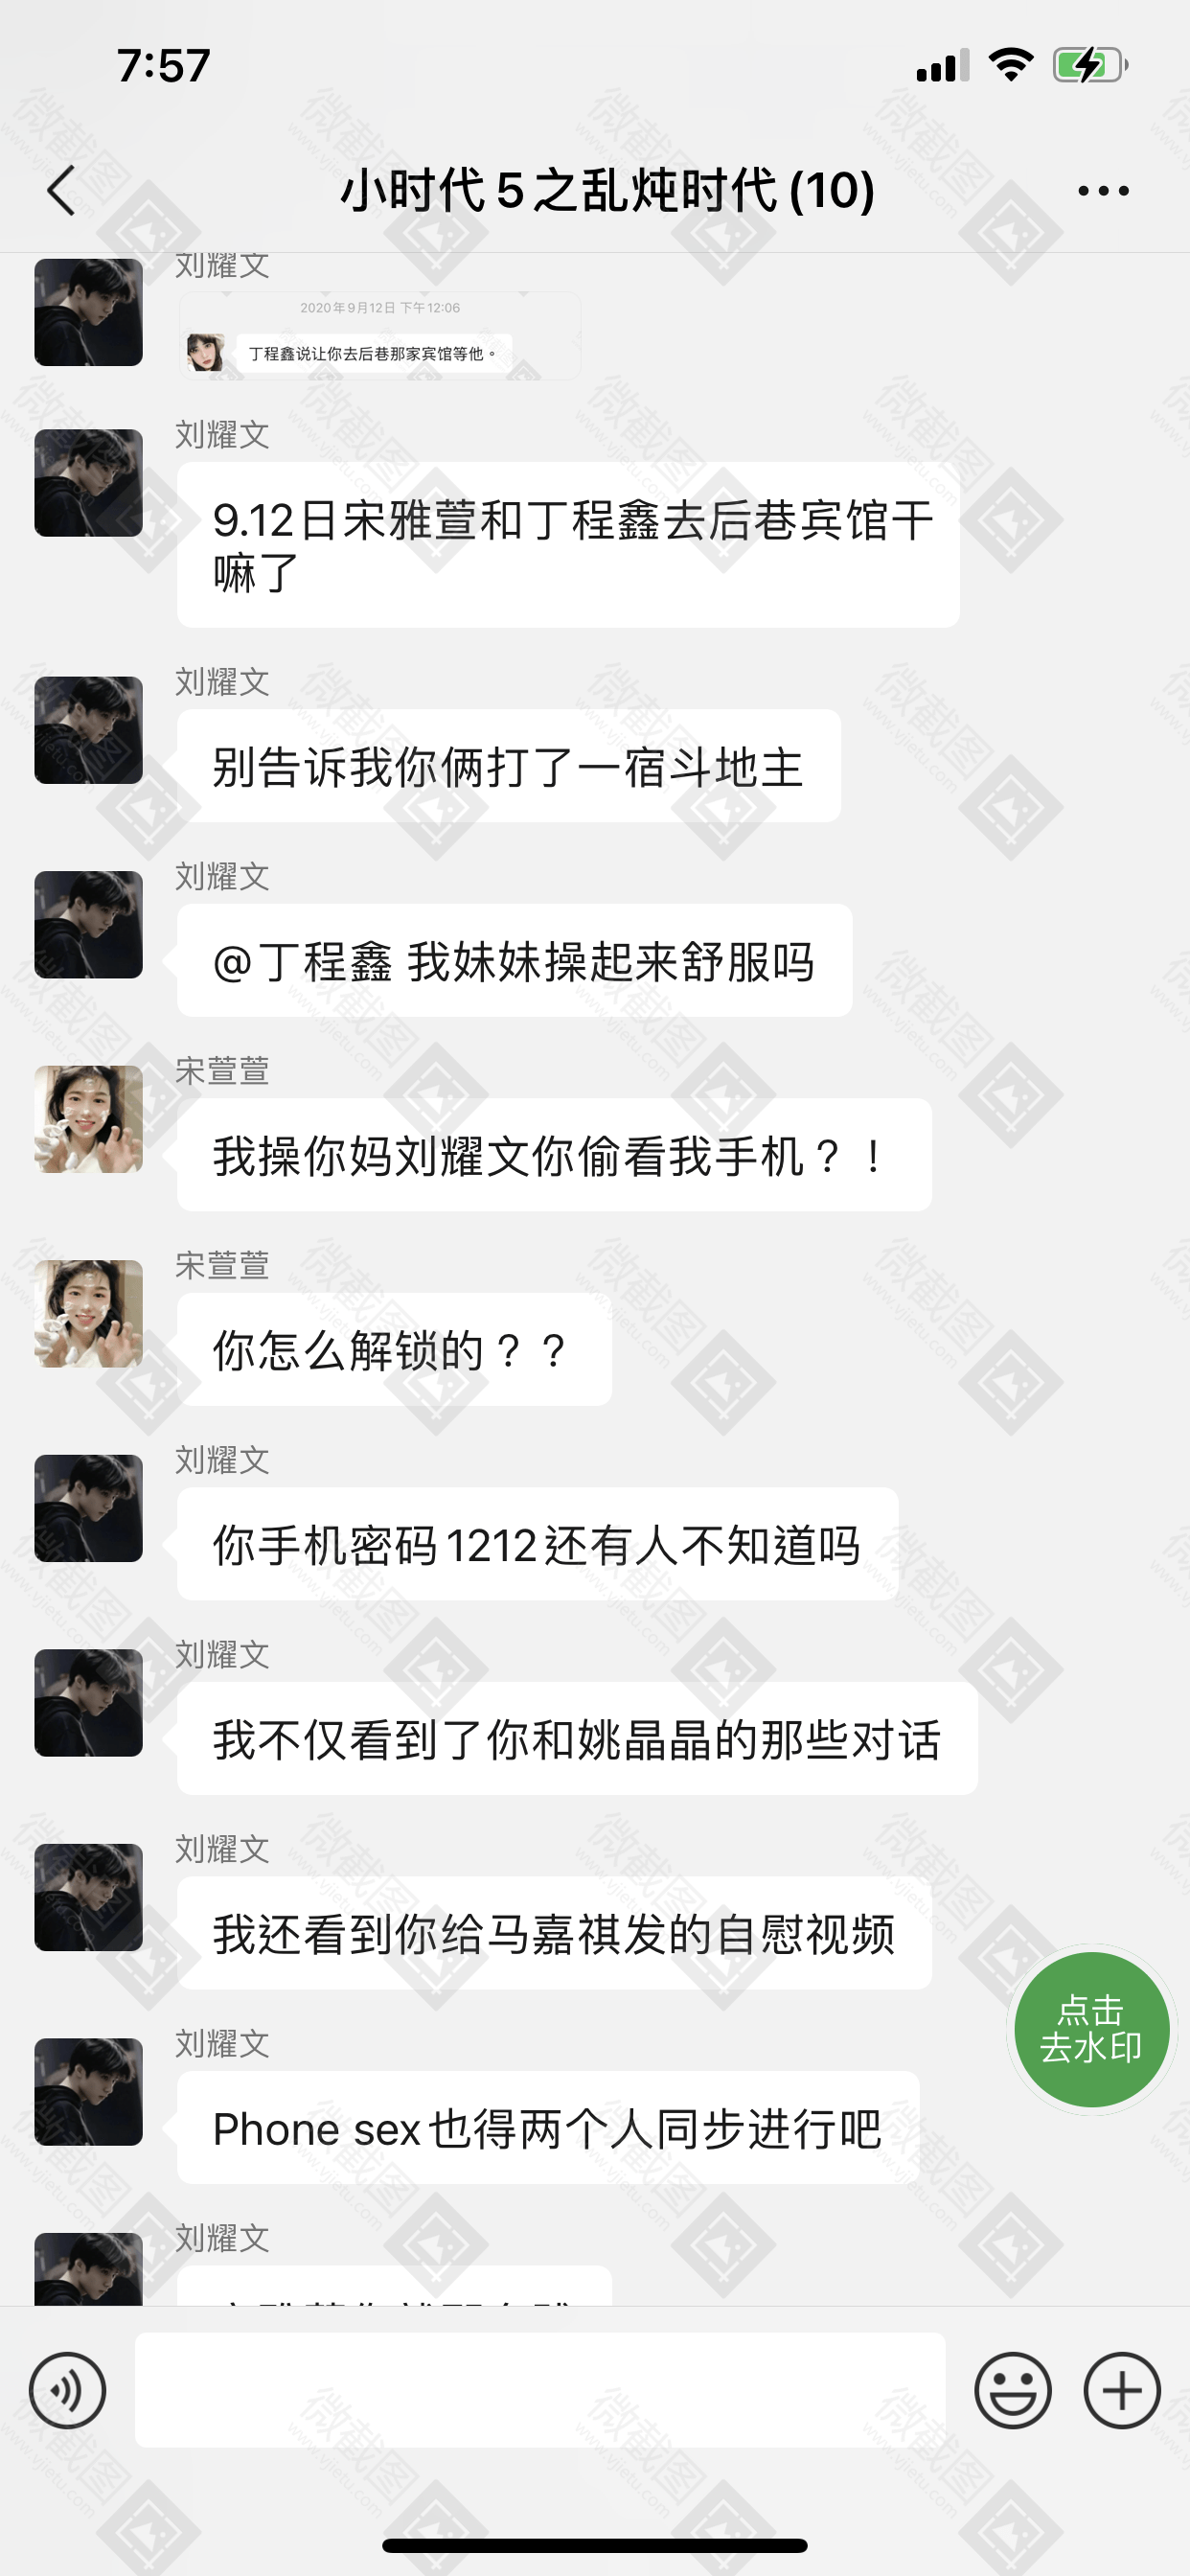 7:57
小时代5之乱炖时代(10)
刘耀文
2020年9月12日 下午12:06
丁程鑫说让你去后巷那家宾馆等他。
刘耀文
9.12日宋雅萱和丁程鑫去后巷宾馆干
嘛了
刘耀文
别告诉我你俩打了一宿斗地主
刘耀文
@丁程鑫 我妹妹操起来舒服吗
宋萱萱
我操你妈刘耀文你偷看我手机？！
宋萱萱
你怎么解锁的？？
刘耀文
你手机密码1212还有人不知道吗
刘耀文
我不仅看到了你和姚晶晶的那些对话
刘耀文
我还看到你给马嘉祺发的自慰视频
点击
去水印
刘耀文
Phone sex也得两个人同步进行吧
刘耀文
微截图
www.vjietu.com